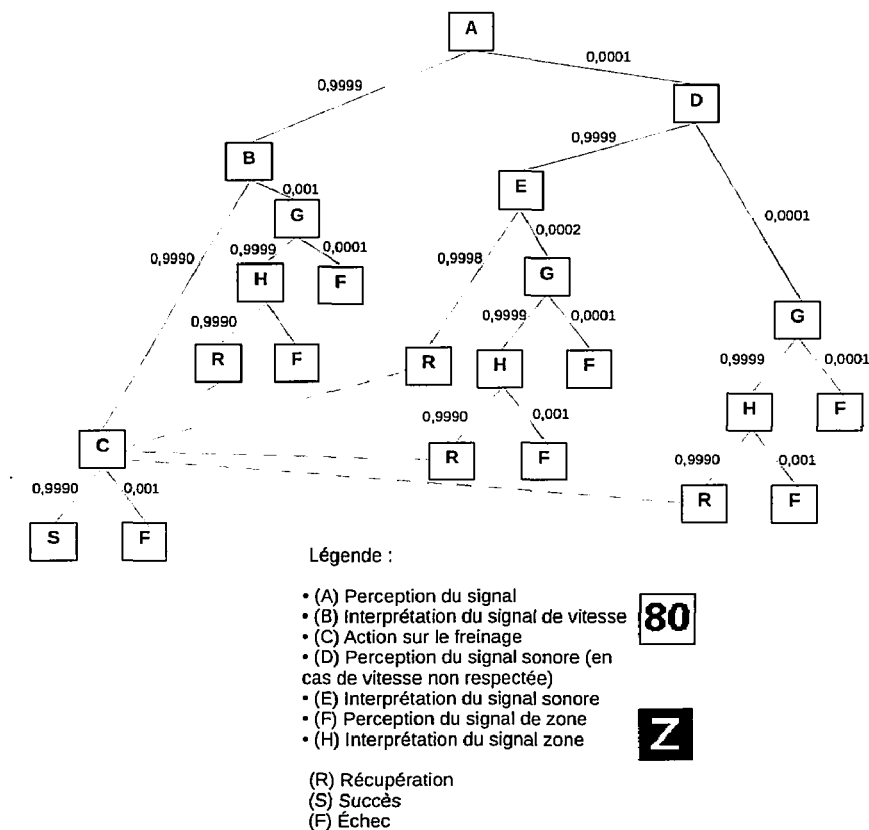 A
0,9999
0,0001
D
B
0,9999
E
0,001
G
0,0002
0,0001
0,9990
0,9999
0,0001
0,9998
H
F
G
0,9990
0,9999
0,0001
G
R
F
R
H
F
0,9999
0,0001
0,9990
0,001
H
F
C
R
F
0,9990
0,001
0,9990
0,001
R
F
S
F
Légende :
• (A) Perception du signal
• (B) Interprétation du signal de vitesse
80
• (C) Action sur le freinage
• (D) Perception du signal sonore (en
cas de vitesse non respectée)
• (E) Interprétation du signal sonore
• (F) Perception du signal de zone
• (H) Interprétation du signal zone
Z
(R) Récupération
(S) Succès
(F) Échec